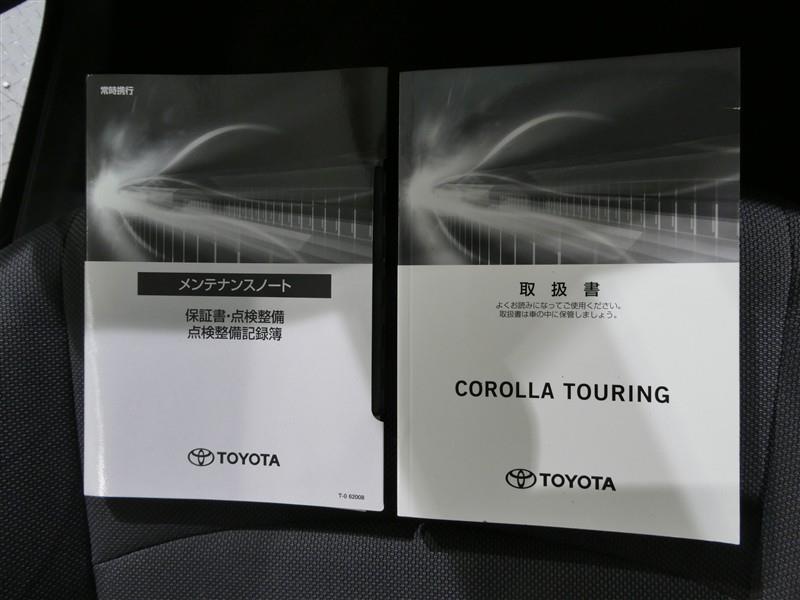 常時携行
メンテナンスノート
保証書・点検整備
点検整備記録簿
TOYOTA
T-0 62008
取扱書
よくお読みになってご使用ください。
取扱書は車の中に保管しましょう。
COROLLA TOURING
TOYOTA